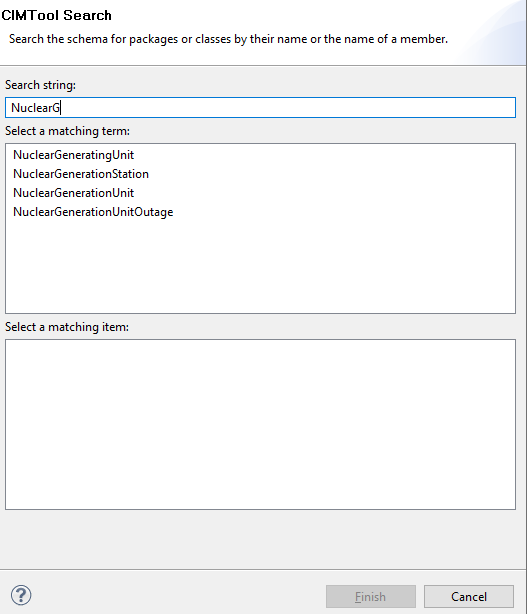 CIMTool Search
Search the schema for packages or classes by their name or the name of a member.
Search string:
NuclearG
Select a matching term:
NuclearGeneratingUnit
NuclearGenerationStation
NuclearGenerationUnit
NuclearGenerationUnitOutage
Select a matching item:
?
Finish
Cancel